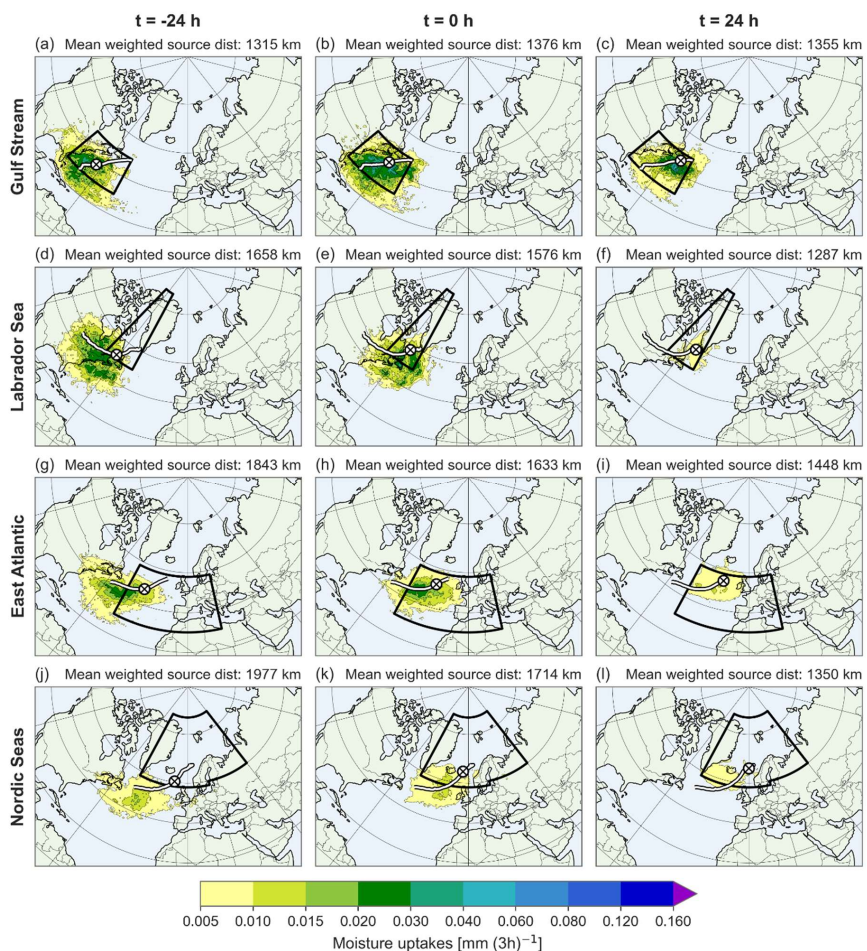 t = -24 h t = 0 h t = 24 h
(a) Mean weighted source dist: 1315 km (b) Mean weighted source dist: 1376 km (c) Mean weighted source dist: 1355 km
Gulf Stream
(d) Mean weighted source dist: 1658 km (e) Mean weighted source dist: 1576 km (f) Mean weighted source dist: 1287 km
Labrador Sea
(g) Mean weighted source dist: 1843 km (h) Mean weighted source dist: 1633 km (i) Mean weighted source dist: 1448 km
East Atlantic
(j) Mean weighted source dist: 1977 km (k) Mean weighted source dist: 1714 km (l) Mean weighted source dist: 1350 km
Nordic Seas
0.005 0.010 0.015 0.020 0.030 0.040 0.060 0.080 0.120 0.160
Moisture uptakes [mm (3h)⁻¹]